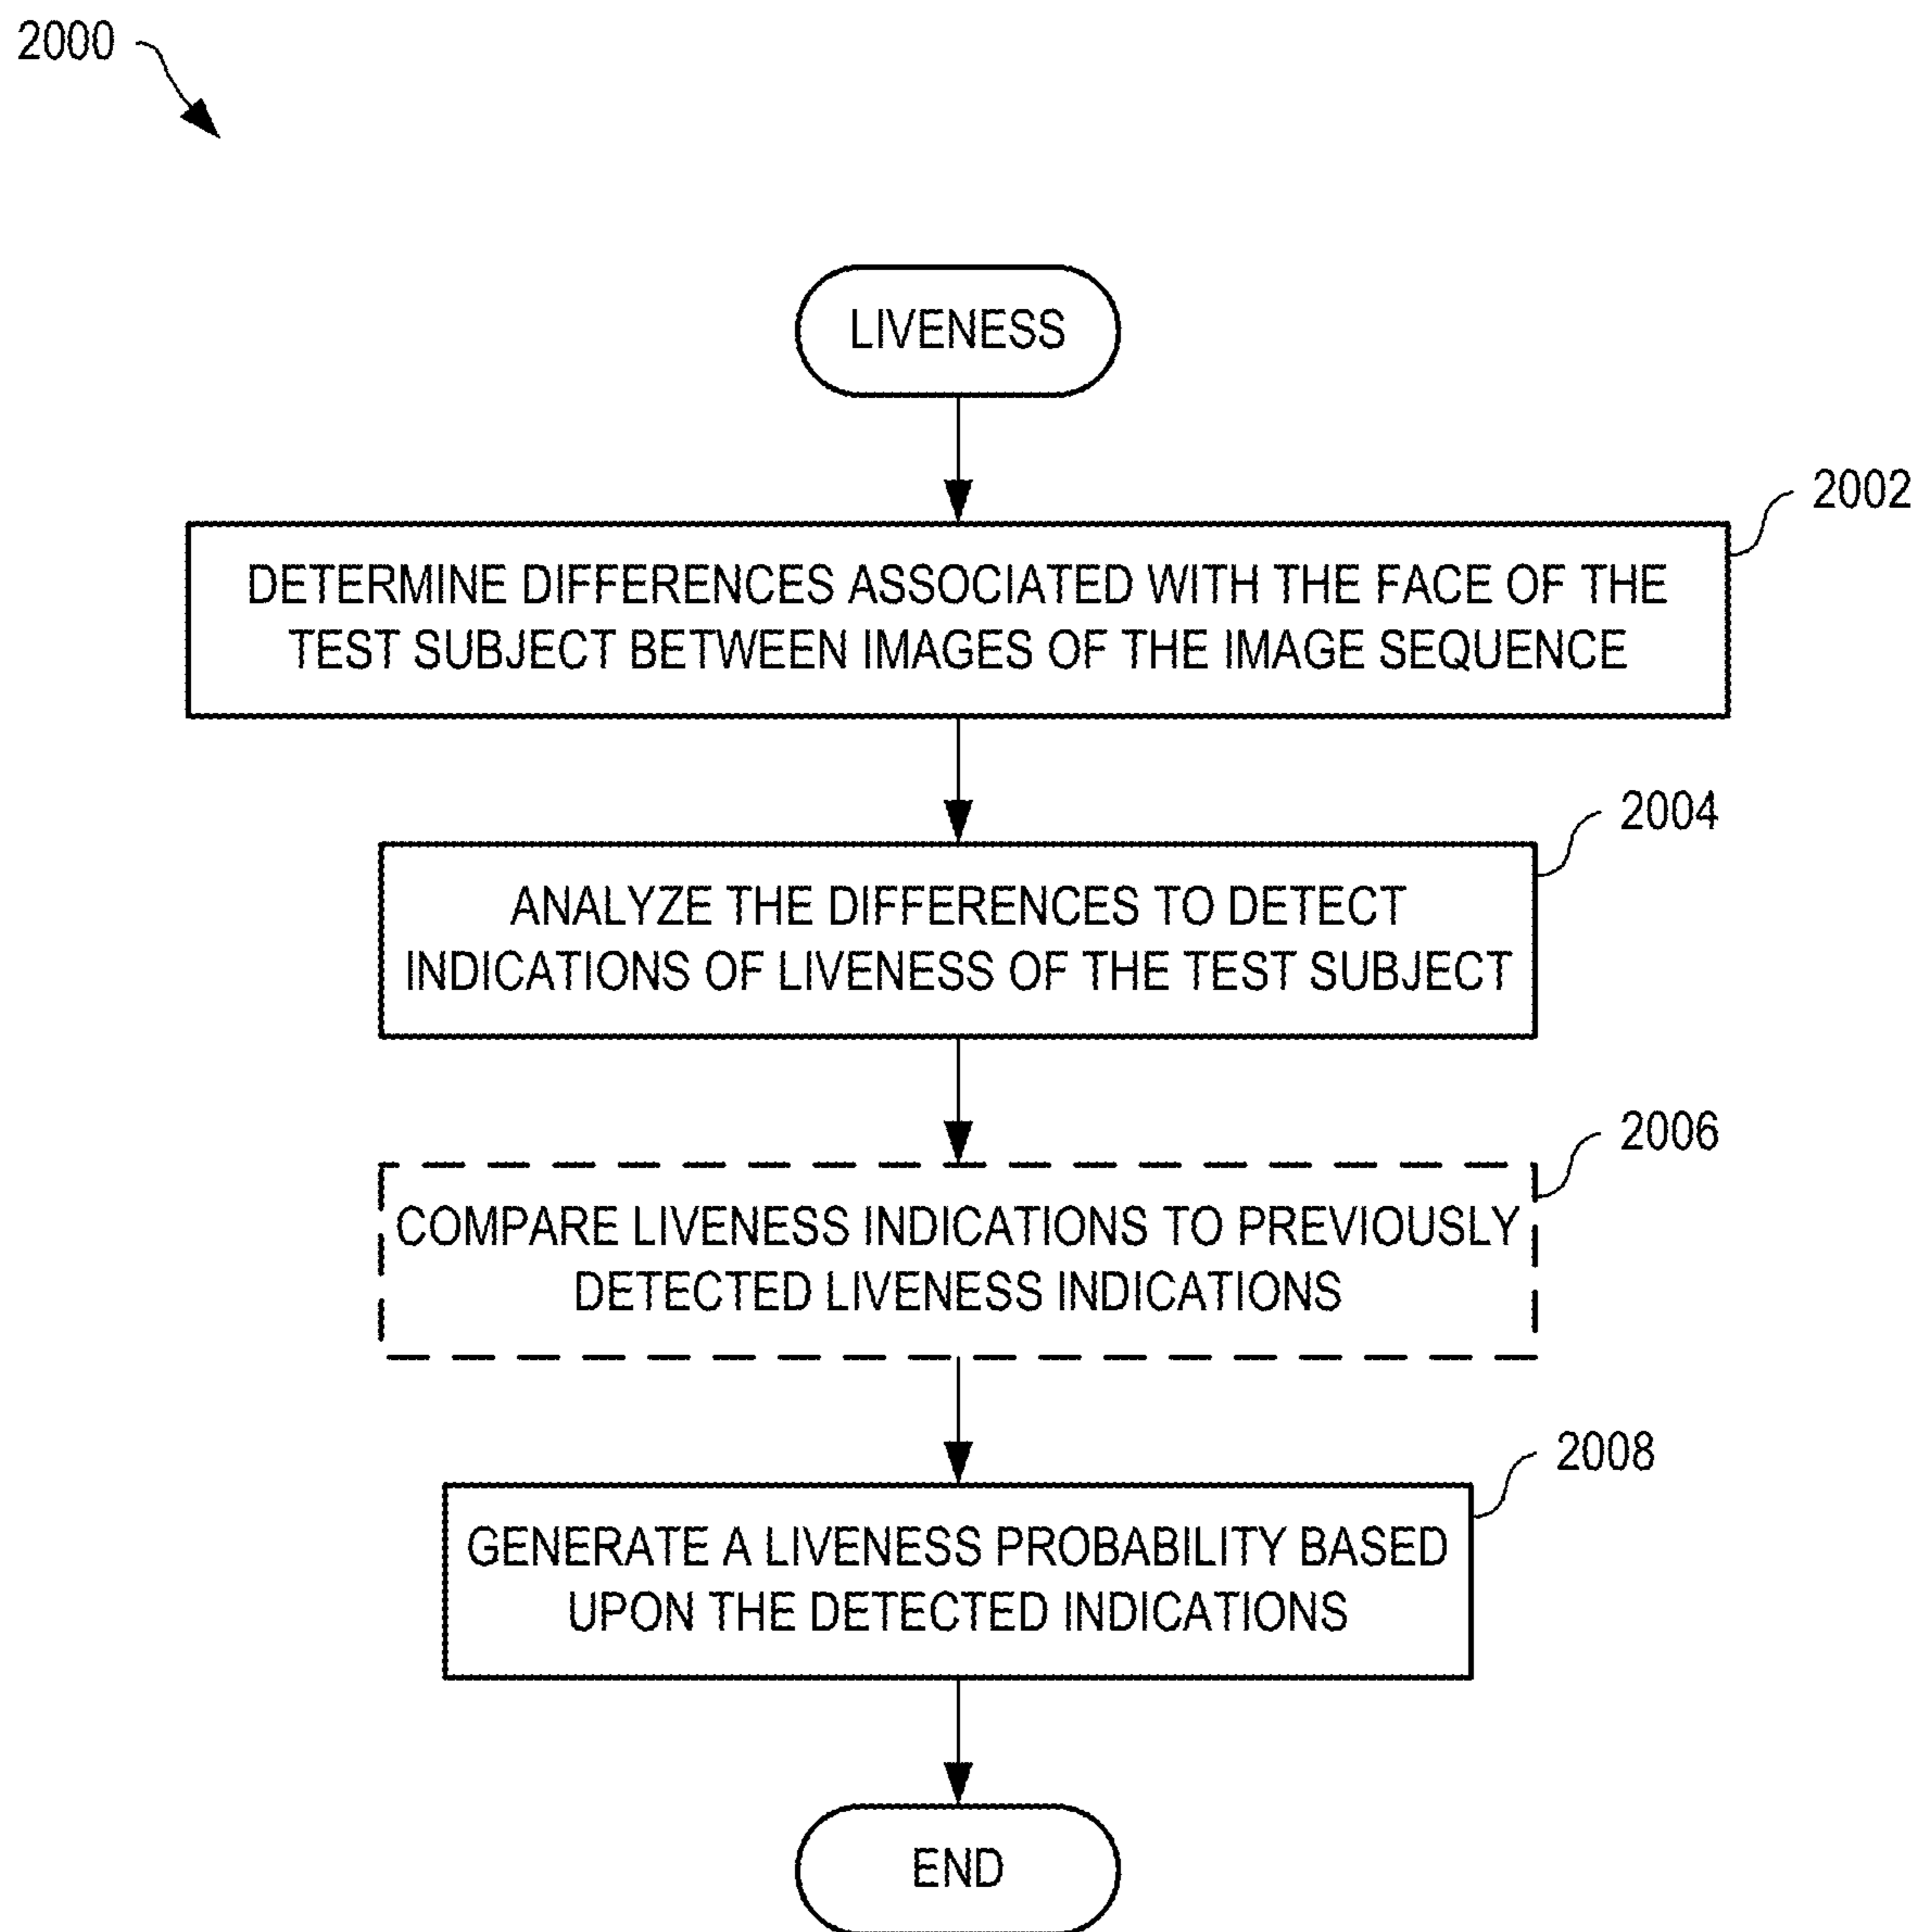 2000
LIVENESS
2002
DETERMINE DIFFERENCES ASSOCIATED WITH THE FACE OF THE
TEST SUBJECT BETWEEN IMAGES OF THE IMAGE SEQUENCE
2004
ANALYZE THE DIFFERENCES TO DETECT
INDICATIONS OF LIVENESS OF THE TEST SUBJECT
2006
COMPARE LIVENESS INDICATIONS TO PREVIOUSLY
DETECTED LIVENESS INDICATIONS
2008
GENERATE A LIVENESS PROBABILITY BASED
UPON THE DETECTED INDICATIONS
END